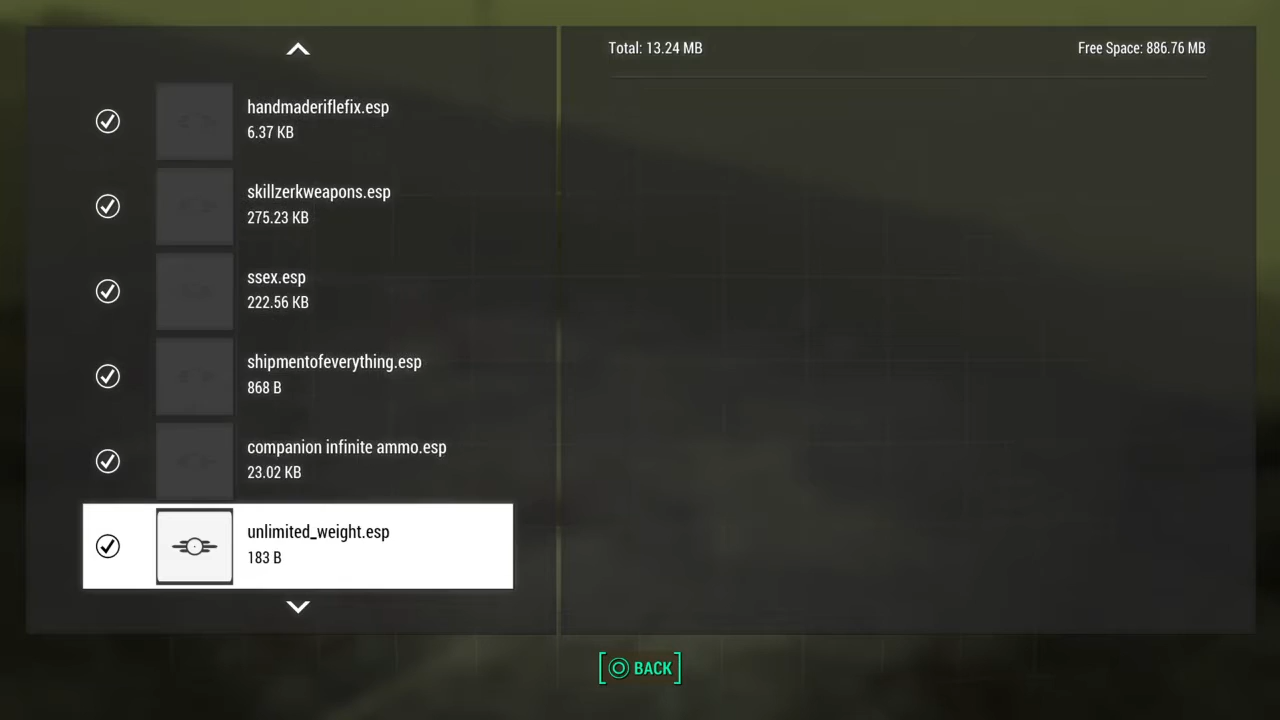 Total: 13.24 MB
Free Space: 886.76 MB
handmaderiflefix.esp
6.37 KB
skillzerkweapons.esp
275.23 KB
ssex.esp
222.56 KB
shipmentofeverything.esp
868 B
companion infinite ammo.esp
23.02 KB
unlimited_weight.esp
183 B
BACK